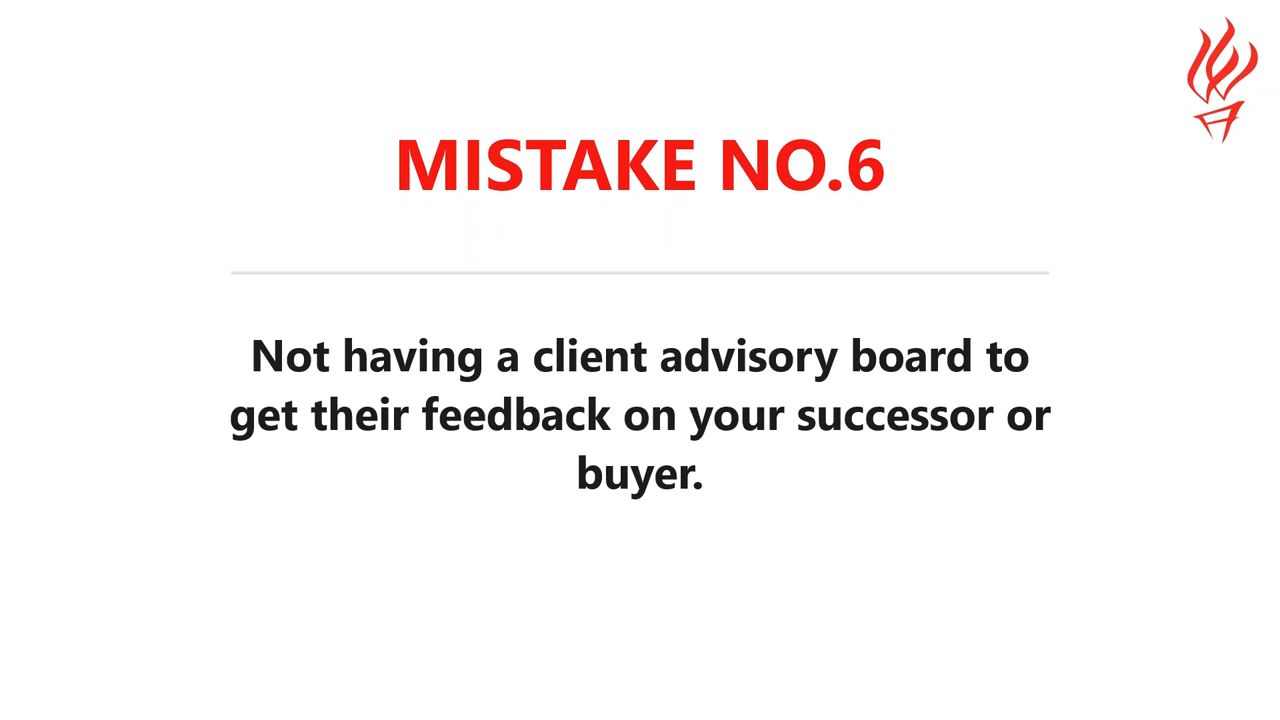 MISTAKE NO.6
Not having a client advisory board to
get their feedback on your successor or
buyer.